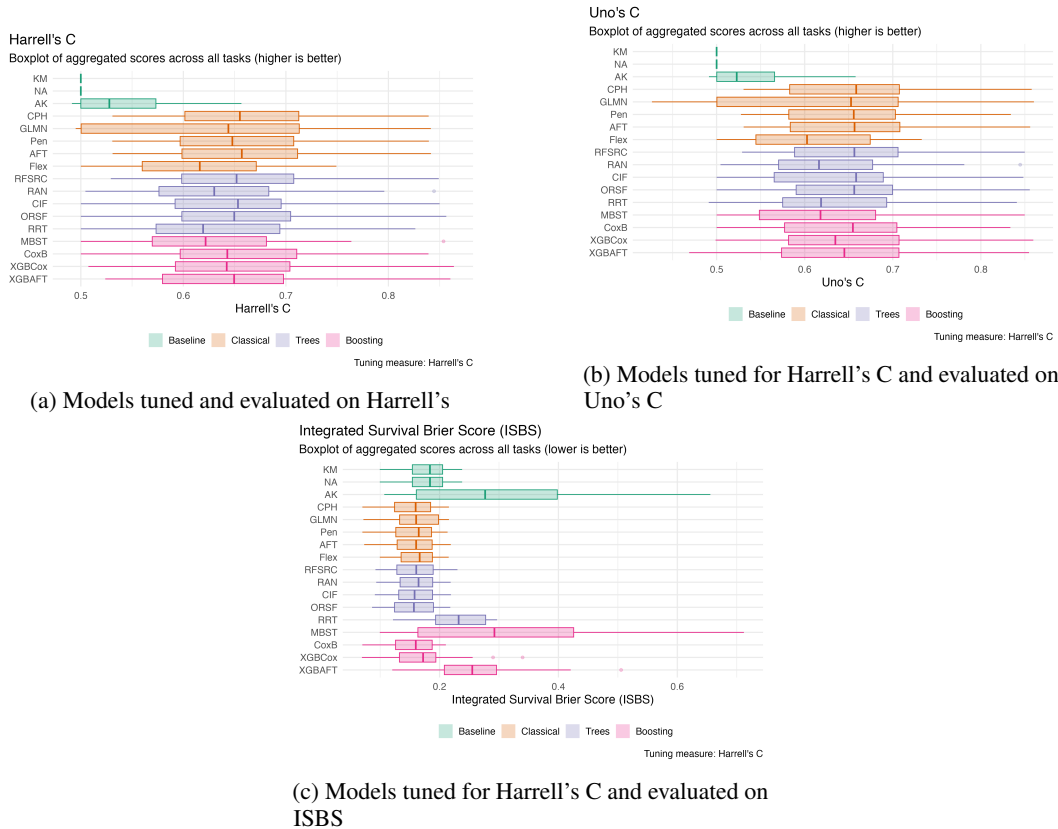 Harrell's C
Boxplot of aggregated scores across all tasks (higher is better)
KM
NA
AK
CPH
GLMN
Pen
AFT
Flex
RFSRC
RAN
CIF
ORSF
RRT
MBST
CoxB
XGBCox
XGBAFT
0.5 0.6 0.7 0.8
Harrell's C
Baseline Classical Trees Boosting
Tuning measure: Harrell's C
(a) Models tuned and evaluated on Harrell's
Uno's C
Boxplot of aggregated scores across all tasks (higher is better)
KM
NA
AK
CPH
GLMN
Pen
AFT
Flex
RFSRC
RAN
CIF
ORSF
RRT
MBST
CoxB
XGBCox
XGBAFT
0.5 0.6 0.7 0.8
Uno's C
Baseline Classical Trees Boosting
Tuning measure: Harrell's C
(b) Models tuned for Harrell's C and evaluated on
Uno's C
Integrated Survival Brier Score (ISBS)
Boxplot of aggregated scores across all tasks (lower is better)
KM
NA
AK
CPH
GLMN
Pen
AFT
Flex
RFSRC
RAN
CIF
ORSF
RRT
MBST
CoxB
XGBCox
XGBAFT
0.2 0.4 0.6
Integrated Survival Brier Score (ISBS)
Baseline Classical Trees Boosting
Tuning measure: Harrell's C
(c) Models tuned for Harrell's C and evaluated on
ISBS